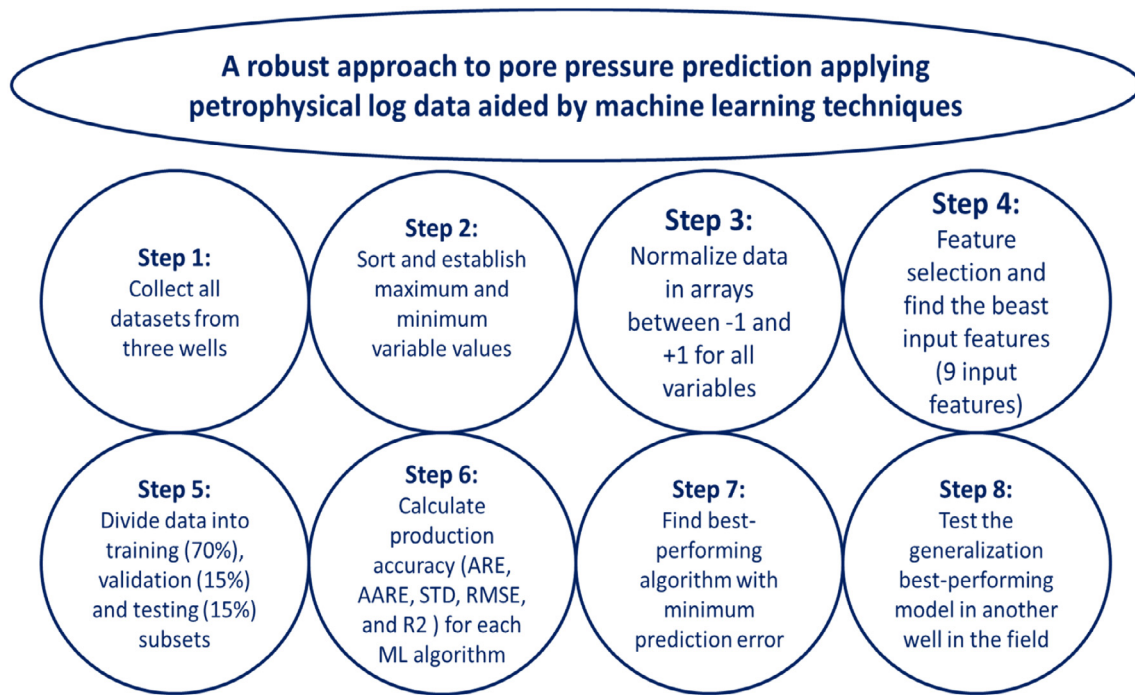 A robust approach to pore pressure prediction applying
petrophysical log data aided by machine learning techniques
Step 1:
Collect all
datasets from
three wells
Step 2:
Sort and establish
maximum and
minimum
variable values
Step 3:
Normalize data
in arrays
between -1 and
+1 for all
variables
Step 4:
Feature
selection and
find the beast
input features
(9 input
features)
Step 5:
Divide data into
training (70%),
validation (15%)
and testing (15%)
subsets
Step 6:
Calculate
production
accuracy (ARE,
AARE, STD, RMSE,
and R2 ) for each
ML algorithm
Step 7:
Find best-
performing
algorithm with
minimum
prediction error
Step 8:
Test the
generalization
best-performing
model in another
well in the field